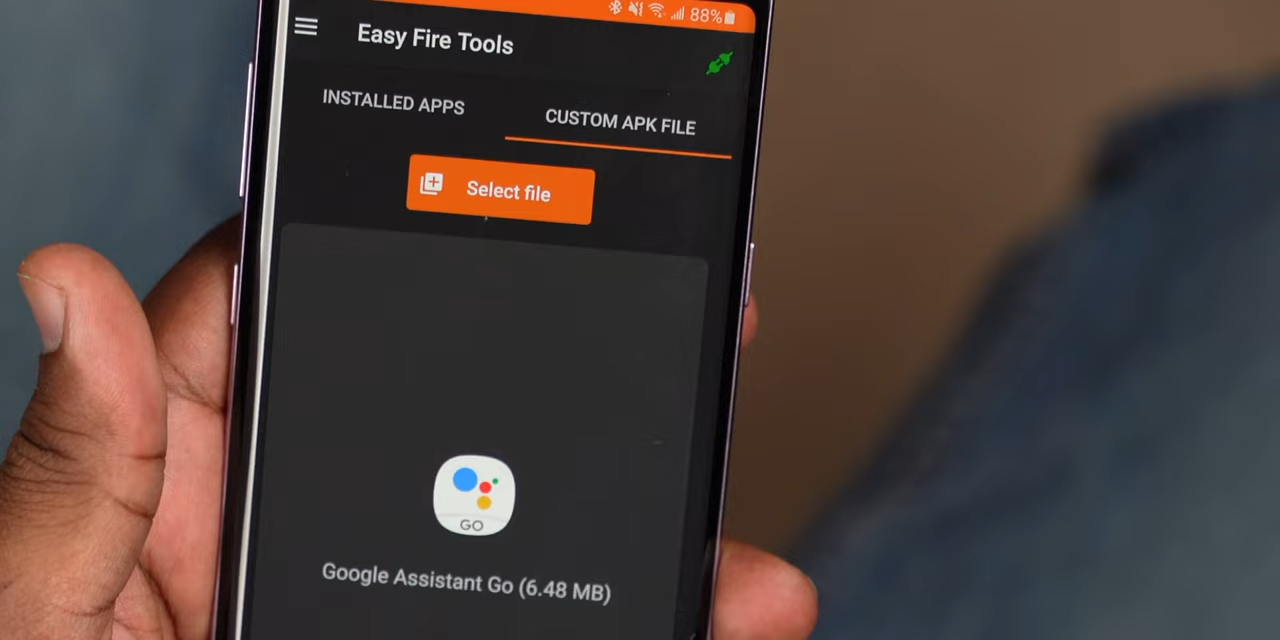 88%
Easy Fire Tools
INSTALLED APPS
CUSTOM APK FILE
Select file
GO
Google Assistant Go (6.48 MB)